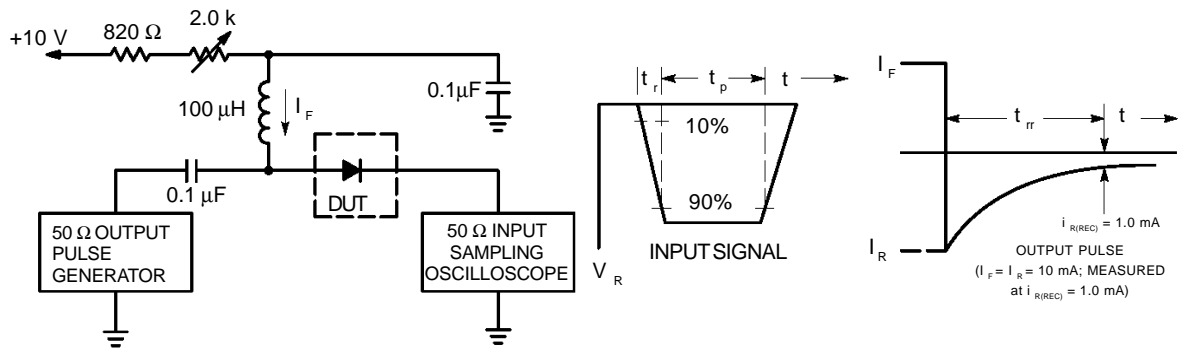 +10 V
820 Ω
2.0 k
100 μH
I F
0.1μF
0.1 μF
DUT
50 Ω OUTPUT
PULSE
GENERATOR
50 Ω INPUT
SAMPLING
OSCILLOSCOPE
t r
t p
t
10%
90%
V R
INPUT SIGNAL
I F
t rr
t
i R(REC) = 1.0 mA
I R
OUTPUT PULSE
(I F = I R = 10 mA; MEASURED
at i R(REC) = 1.0 mA)